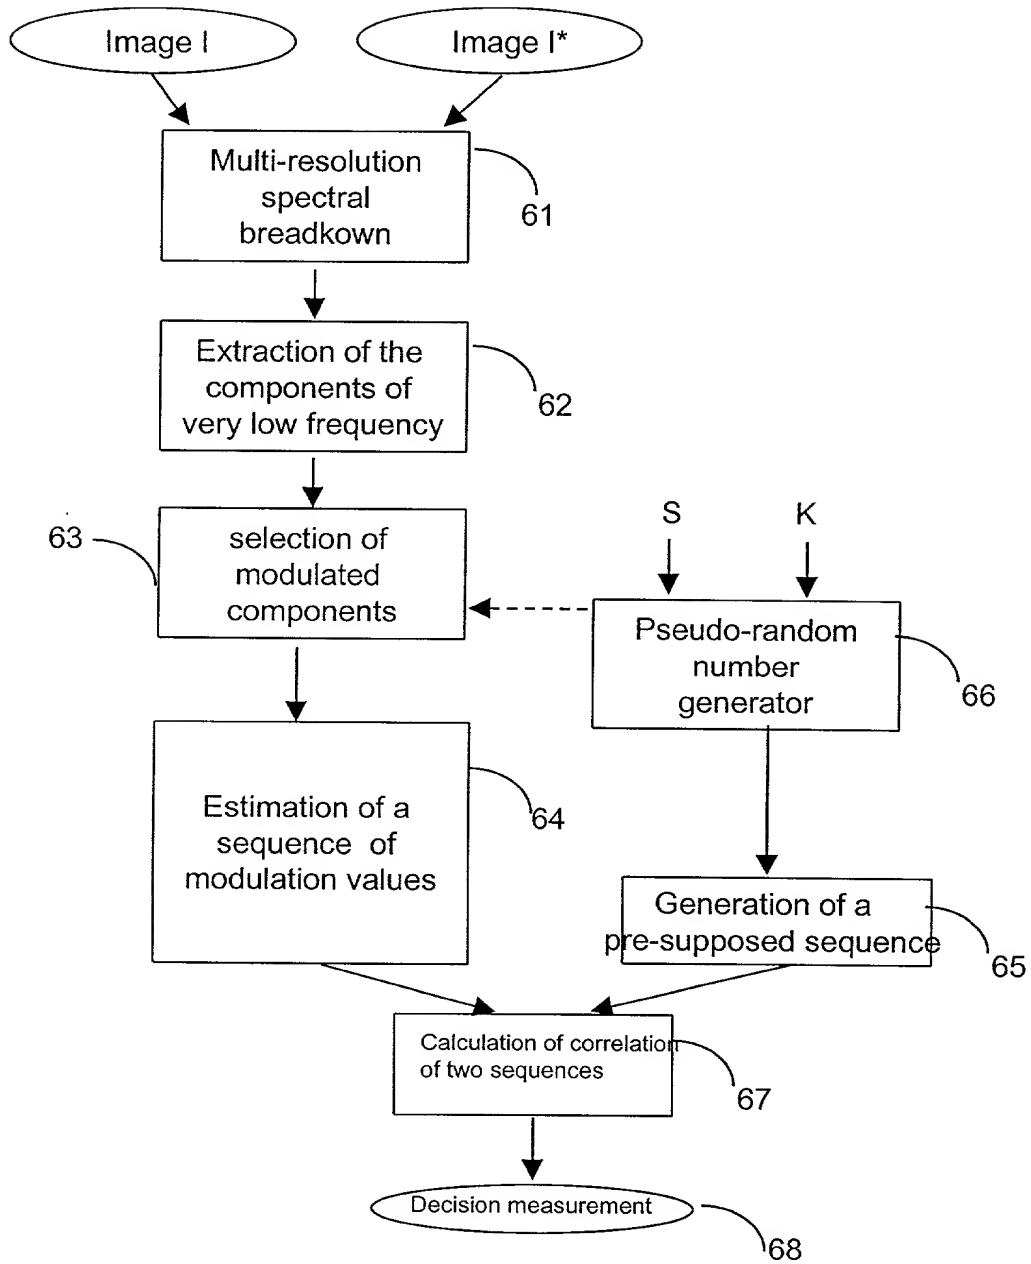 Image I
Image I*
Multi-resolution
spectral
breadkown
61
Extraction of the
components of
very low frequency
62
63
selection of
modulated
components
S
K
Pseudo-random
number
generator
66
Estimation of a
sequence of
modulation values
64
Generation of a
pre-supposed sequence
65
Calculation of correlation
of two sequences
67
Decision measurement
68